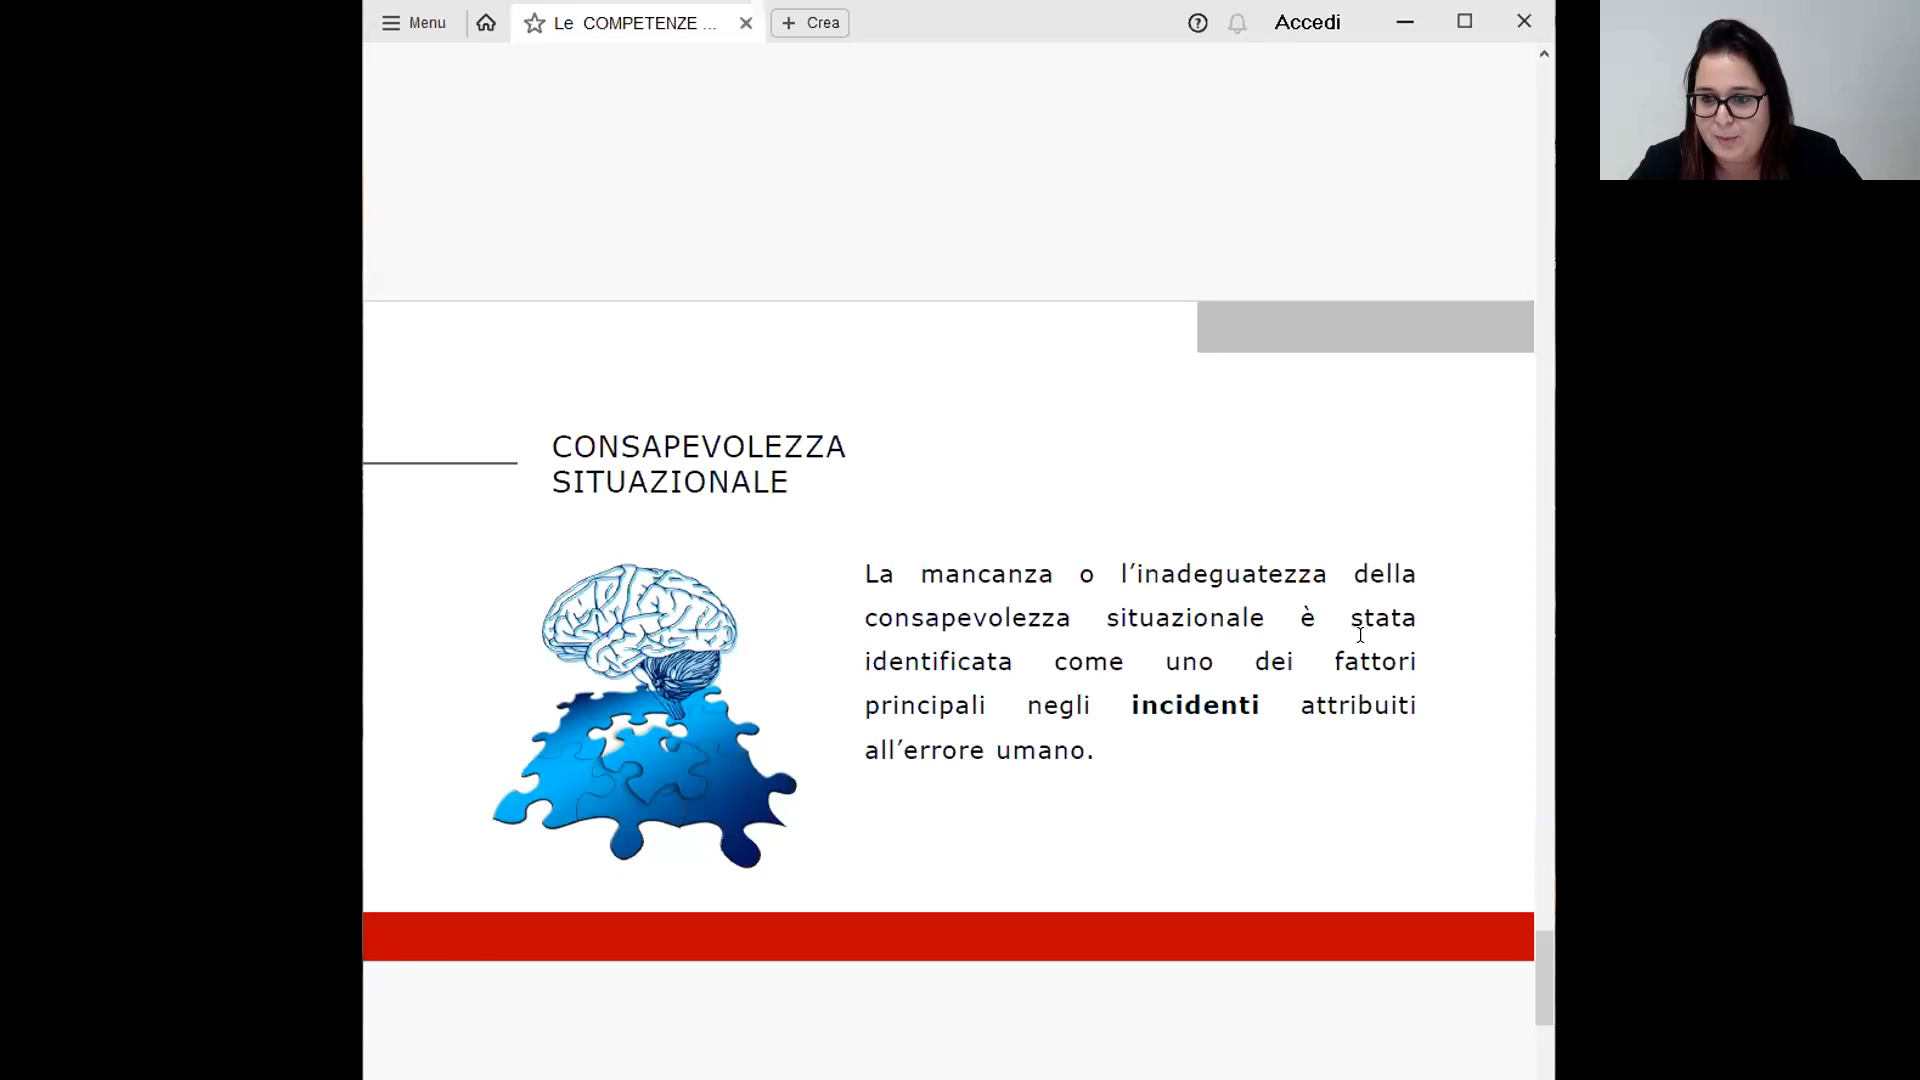 Menu
Le COMPETENZE ...
Crea
Accedi
CONSAPEVOLEZZA
SITUAZIONALE
La mancanza o l’inadeguatezza della
consapevolezza situazionale è stata
identificata come uno dei fattori
principali negli incidenti attribuiti
all’errore umano.